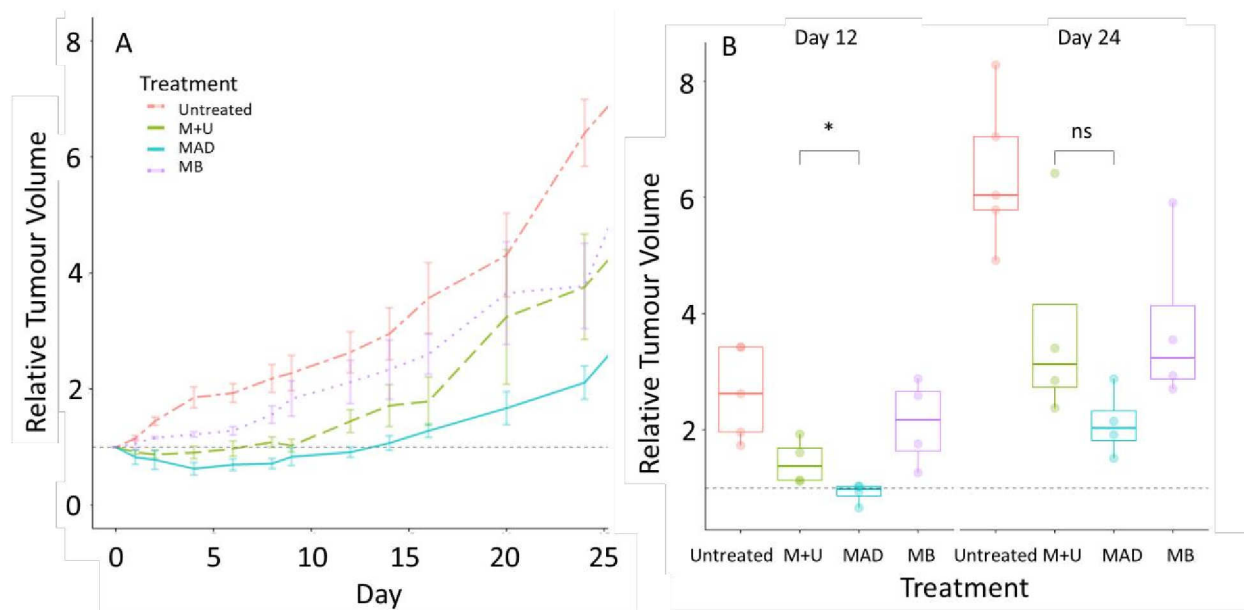 A
8
6
4
2
0
Relative Tumour Volume
Treatment
Untreated
M+U
MAD
MB
0 5 10 15 20 25
Day
B
Day 12 Day 24
8
6
4
2
Relative Tumour Volume
* ns
Untreated M+U MAD MB Untreated M+U MAD MB
Treatment